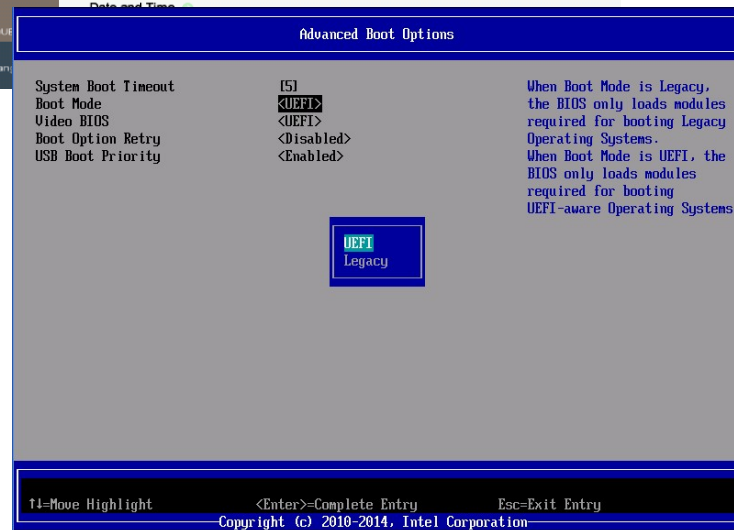 Date and Time
Advanced Boot Options
System Boot Timeout [5]
Boot Mode <UEFI>
Video BIOS <UEFI>
Boot Option Retry <Disabled>
USB Boot Priority <Enabled>
When Boot Mode is Legacy,
the BIOS only loads modules
required for booting Legacy
Operating Systems.
When Boot Mode is UEFI, the
BIOS only loads modules
required for booting
UEFI-aware Operating Systems
UEFI
Legacy
↑↓=Move Highlight <Enter>=Complete Entry Esc=Exit Entry
Copyright (c) 2010-2014, Intel Corporation